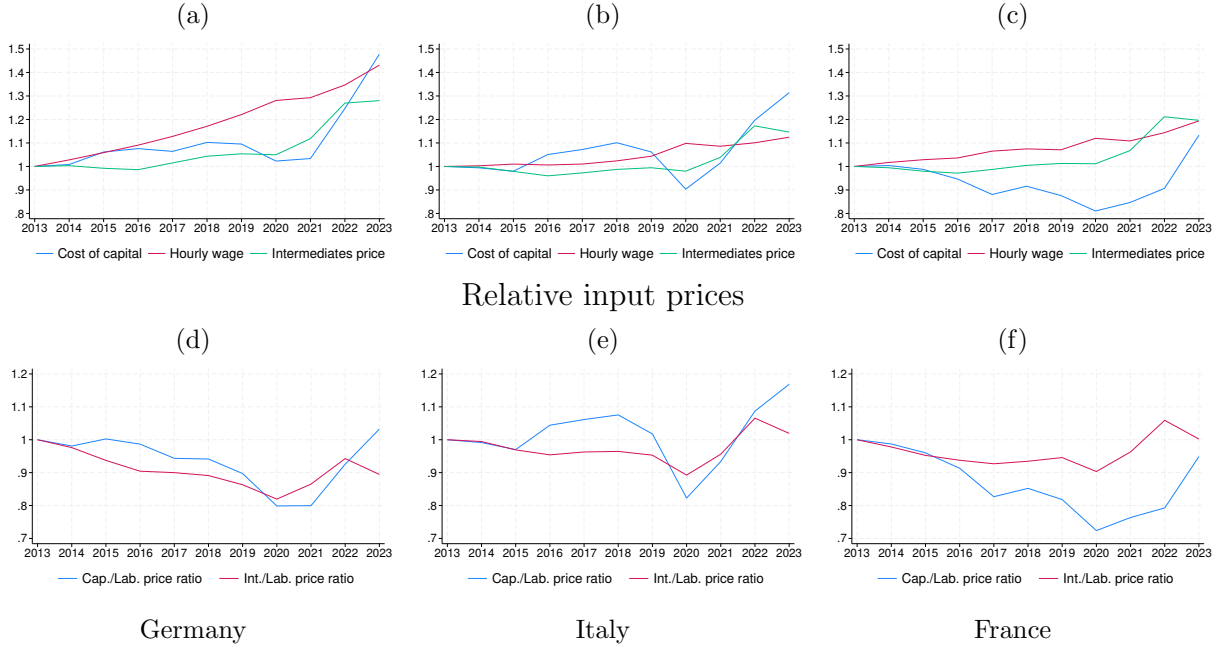 (a) (b) (c)
1.5 1.5 1.5
1.4 1.4 1.4
1.3 1.3 1.3
1.2 1.2 1.2
1.1 1.1 1.1
1 1 1
.9 .9 .9
.8 .8 .8
2013 2014 2015 2016 2017 2018 2019 2020 2021 2022 2023 2013 2014 2015 2016 2017 2018 2019 2020 2021 2022 2023 2013 2014 2015 2016 2017 2018 2019 2020 2021 2022 2023
Cost of capital Hourly wage Intermediates price Cost of capital Hourly wage Intermediates price Cost of capital Hourly wage Intermediates price
Relative input prices
(d) (e) (f)
1.2 1.2 1.2
1.1 1.1 1.1
1 1 1
.9 .9 .9
.8 .8 .8
.7 .7 .7
2013 2014 2015 2016 2017 2018 2019 2020 2021 2022 2023 2013 2014 2015 2016 2017 2018 2019 2020 2021 2022 2023 2013 2014 2015 2016 2017 2018 2019 2020 2021 2022 2023
Cap./Lab. price ratio Int./Lab. price ratio Cap./Lab. price ratio Int./Lab. price ratio Cap./Lab. price ratio Int./Lab. price ratio
Germany Italy France